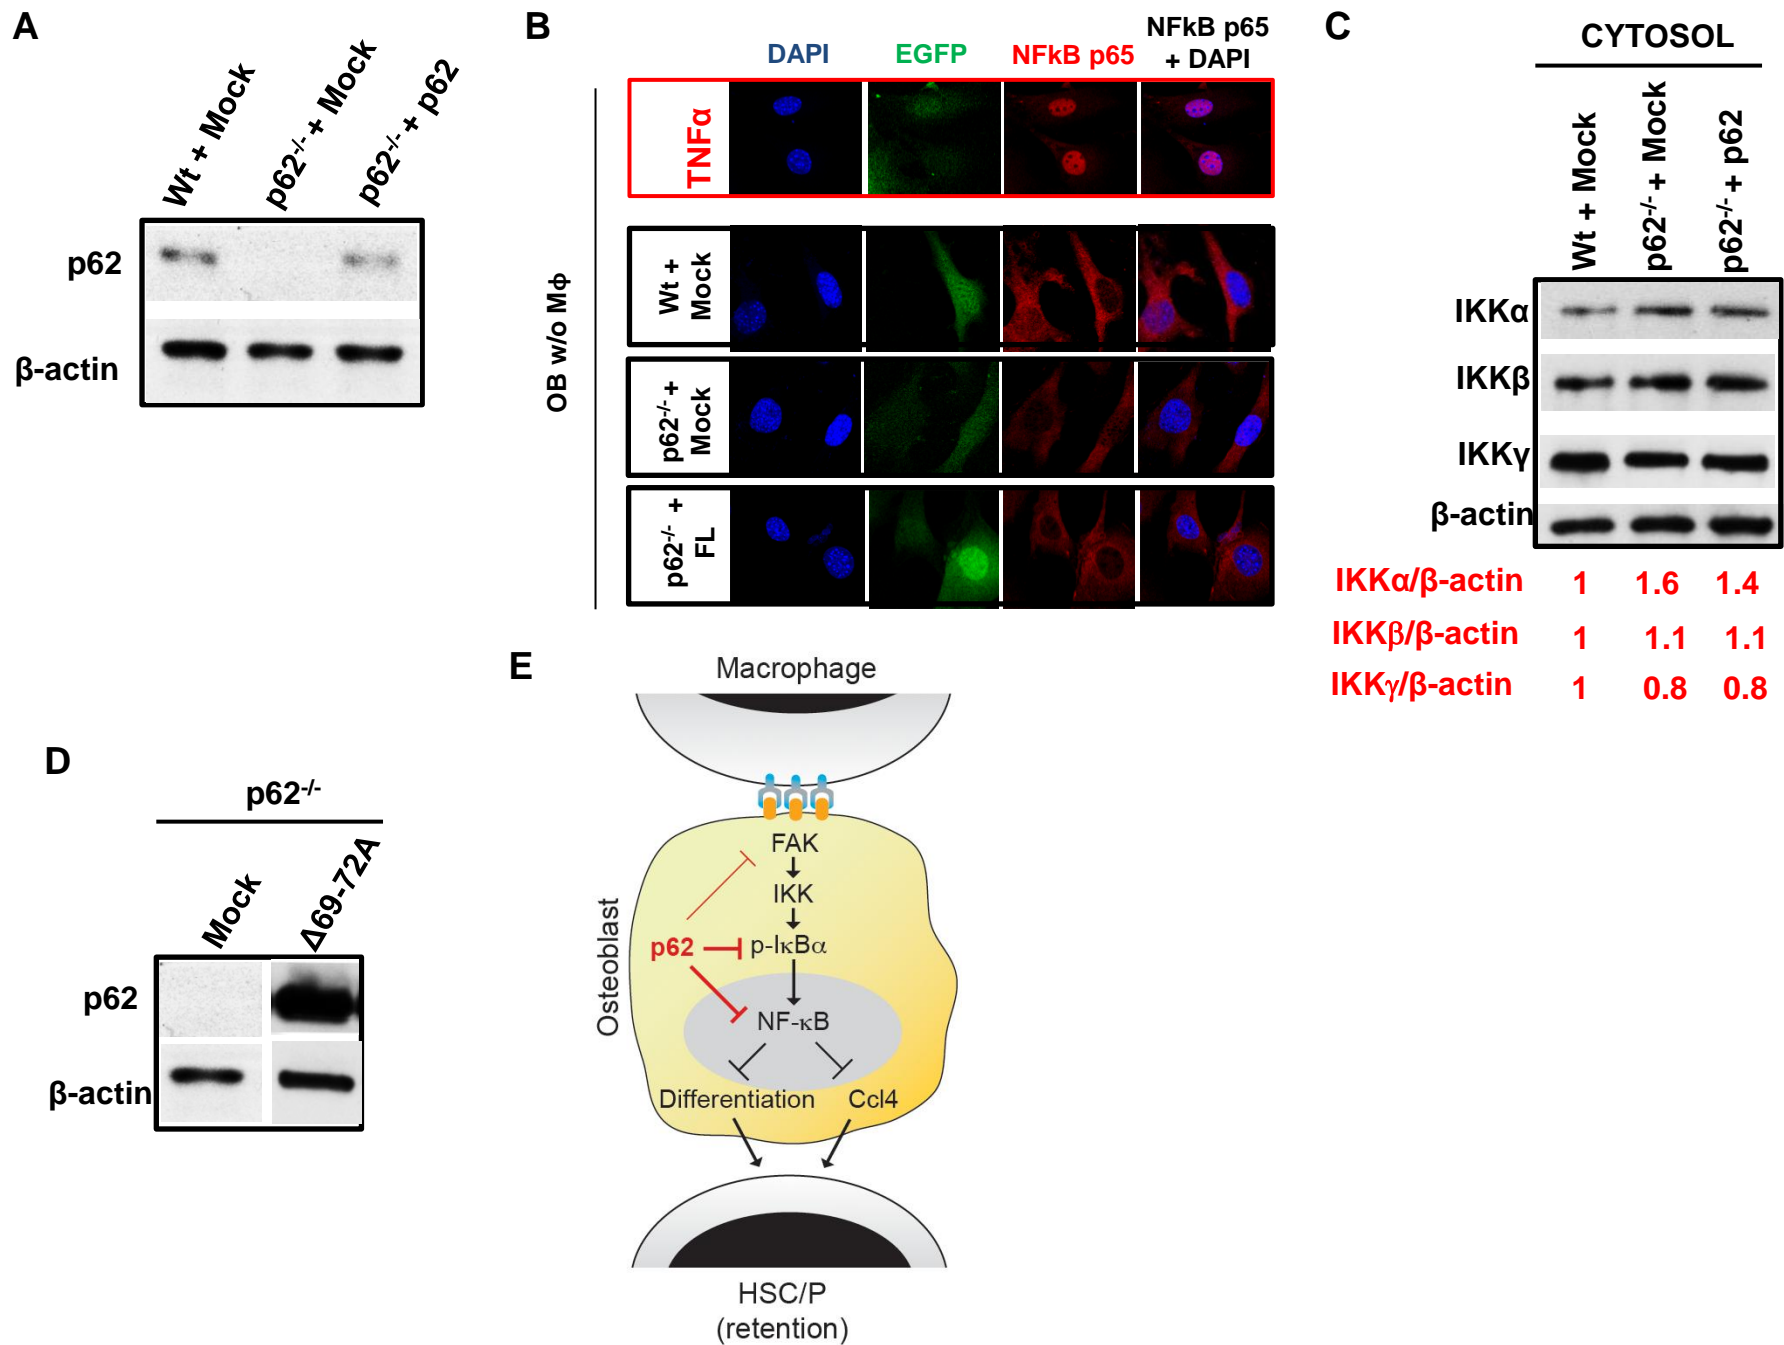 A
Wt + Mock
p62-/- + Mock
p62-/- + p62
p62
β-actin
B
DAPI
EGFP
NFkB p65
NFkB p65
+ DAPI
OB w/o Mϕ
TNFα
Wt +
Mock
p62-/- +
Mock
p62-/- +
FL
C
CYTOSOL
Wt + Mock
p62-/- + Mock
p62-/- + p62
IKKα
IKKβ
IKKγ
β-actin
IKKα/β-actin 1 1.6 1.4
IKKβ/β-actin 1 1.1 1.1
IKKγ/β-actin 1 0.8 0.8
D
p62-/-
Mock
Δ69-72A
p62
β-actin
E
Macrophage
Osteoblast
FAK
IKK
p62
p-IκBα
NF-κB
Differentiation
Ccl4
HSC/P
(retention)